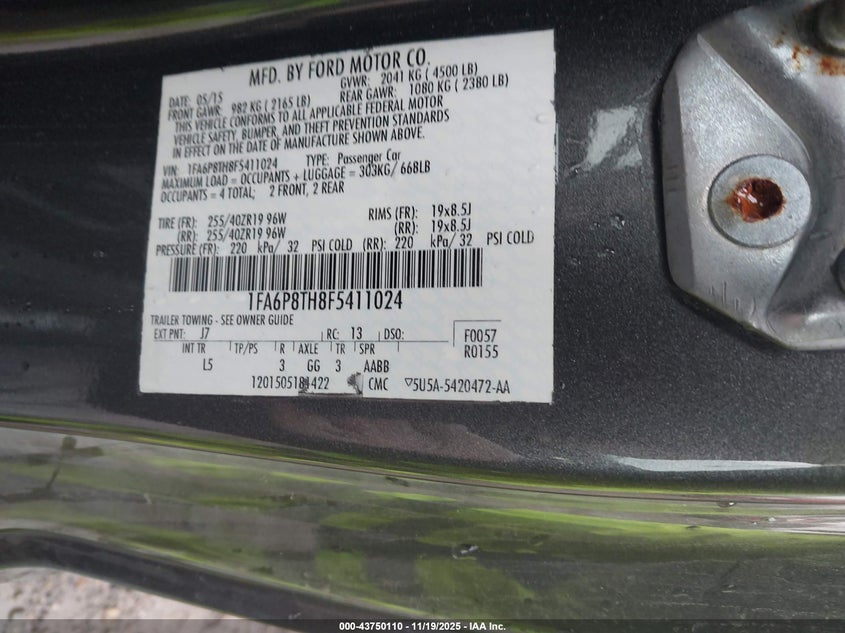 MFD. BY FORD MOTOR CO.
DATE: 05/15 GVWR: 2041 KG ( 4500 LB)
FRONT GAWR: 982 KG ( 2165 LB) REAR GAWR: 1080 KG ( 2380 LB)
THIS VEHICLE CONFORMS TO ALL APPLICABLE FEDERAL MOTOR
VEHICLE SAFETY, BUMPER, AND THEFT PREVENTION STANDARDS
IN EFFECT ON THE DATE OF MANUFACTURE SHOWN ABOVE.
VIN: 1FA6P8TH8F5411024 TYPE: Passenger Car
MAXIMUM LOAD = OCCUPANTS + LUGGAGE = 303KG/ 668LB
OCCUPANTS = 4 TOTAL; 2 FRONT, 2 REAR
TIRE (FR): 255/40ZR19 96W RIMS (FR): 19x8.5J
(RR): 255/40ZR19 96W (RR): 19x8.5J
PRESSURE (FR): 220 kPa/ 32 PSI COLD (RR): 220 kPa/ 32 PSI COLD
1FA6P8TH8F5411024
TRAILER TOWING - SEE OWNER GUIDE
EXT PNT: J7 RC: 13 DSO: F0057
INT TR TP/PS R AXLE TR SPR R0155
L5 3 GG 3 AABB
CMC 5U5A-5420472-AA
000-43750110 - 11/19/2025 - IAA Inc.